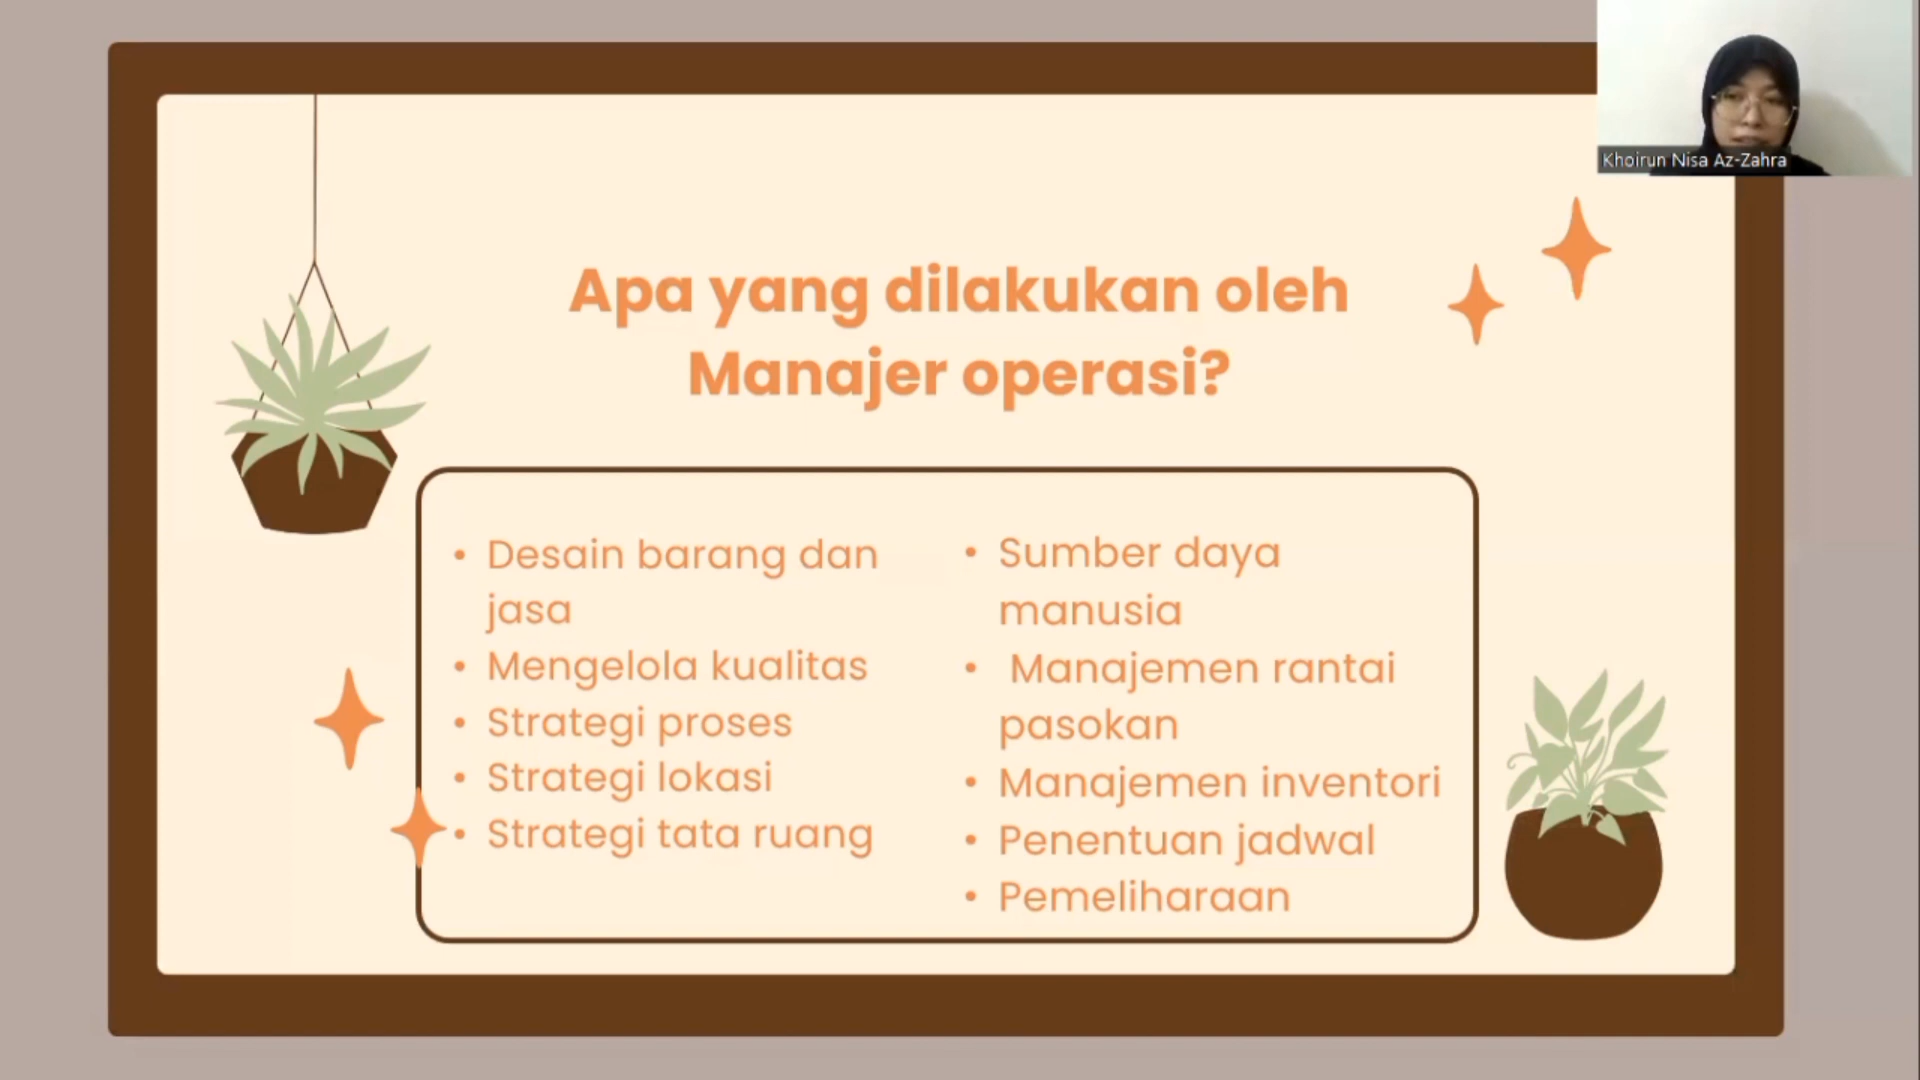 Khoirun Nisa Az-Zahra
Apa yang dilakukan oleh
Manajer operasi?
• Desain barang dan
jasa
• Mengelola kualitas
• Strategi proses
• Strategi lokasi
• Strategi tata ruang
• Sumber daya
manusia
• Manajemen rantai
pasokan
• Manajemen inventori
• Penentuan jadwal
• Pemeliharaan